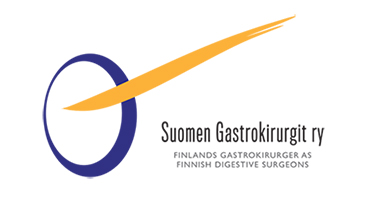 Suomen Gastrokirurgit ry
FINLANDS GASTROKIRURGER AS
FINNISH DIGESTIVE SURGEONS